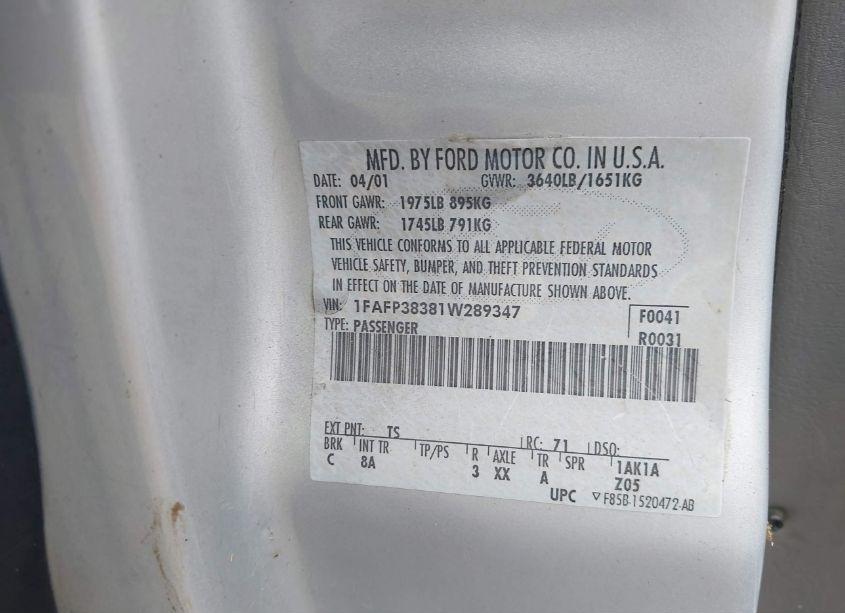 MFD. BY FORD MOTOR CO. IN U.S.A.
DATE: 04/01 GVWR: 3640LB/1651KG
FRONT GAWR: 1975LB 895KG
REAR GAWR: 1745LB 791KG
THIS VEHICLE CONFORMS TO ALL APPLICABLE FEDERAL MOTOR
VEHICLE SAFETY, BUMPER, AND THEFT PREVENTION STANDARDS
IN EFFECT ON THE DATE OF MANUFACTURE SHOWN ABOVE.
VIN: 1FAFP38381W289347 F0041
TYPE: PASSENGER R0031
EXT PNT: TS RC: 71 DSO:
BRK INT TR TP/PS R AXLE TR SPR 1AK1A
C 8A 3 XX A Z05
UPC ▽ F85B-1520472-AB